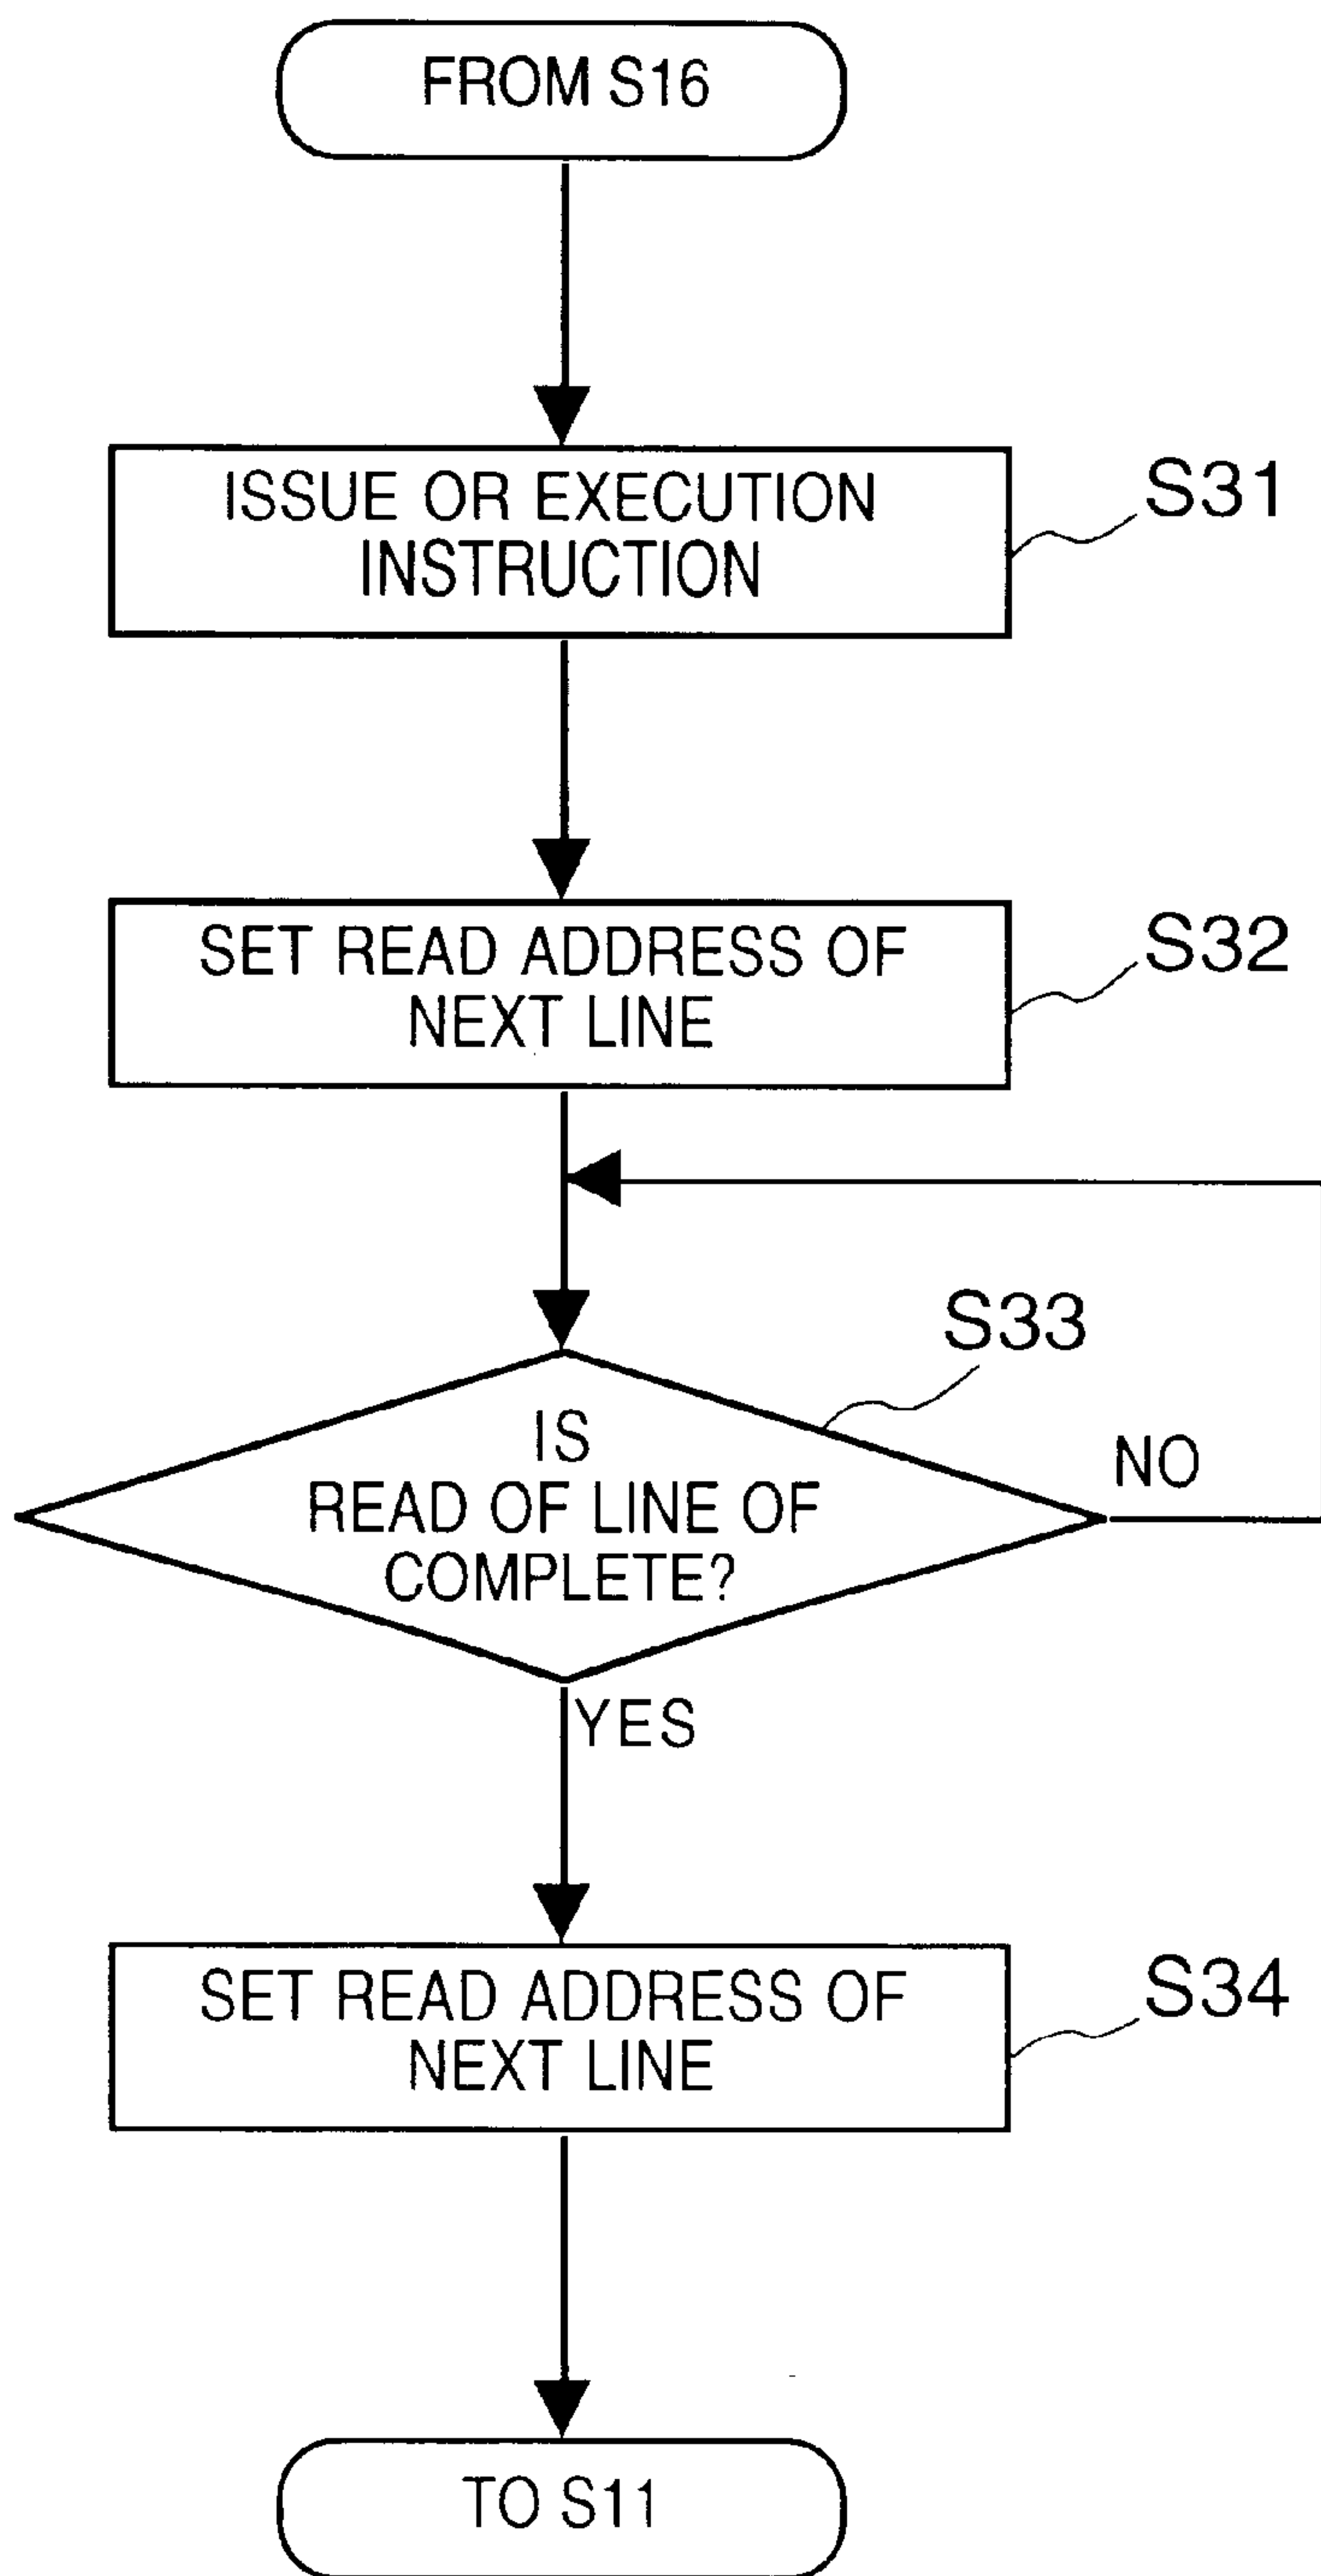 FROM S16
ISSUE OR EXECUTION
INSTRUCTION
S31
SET READ ADDRESS OF
NEXT LINE
S32
S33
IS
READ OF LINE OF
COMPLETE?
NO
YES
SET READ ADDRESS OF
NEXT LINE
S34
TO S11